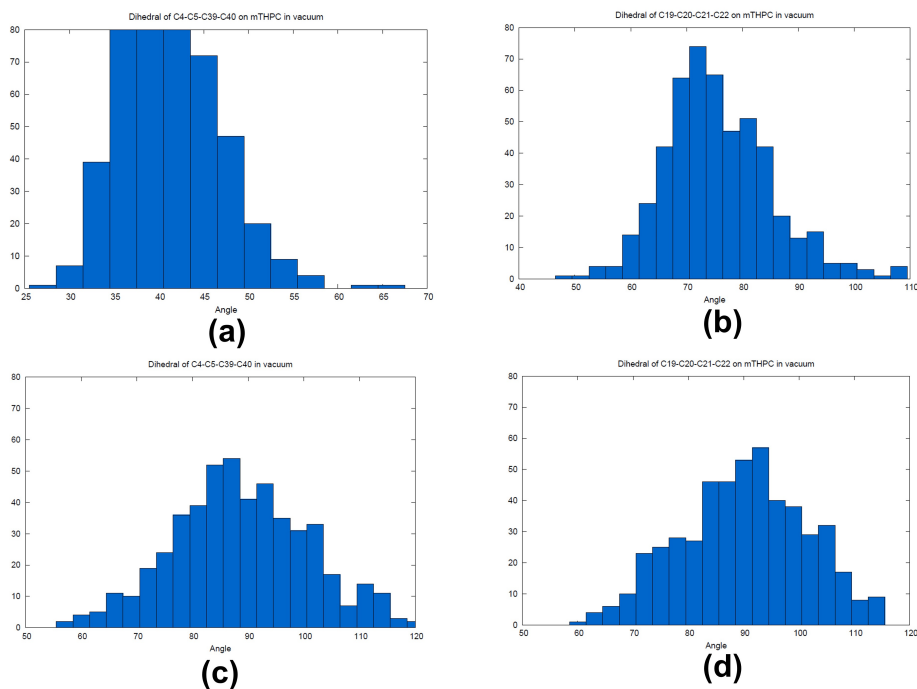 Dihedral of C4-C5-C39-C40 on mTHPC in vacuum
80
70
60
50
40
30
20
10
0
25 30 35 40 45 50 55 60 65 70
Angle
(a)
Dihedral of C19-C20-C21-C22 on mTHPC in vacuum
80
70
60
50
40
30
20
10
0
40 50 60 70 80 90 100 110
Angle
(b)
Dihedral of C4-C5-C39-C40 in vacuum
80
70
60
50
40
30
20
10
0
50 60 70 80 90 100 110 120
Angle
(c)
Dihedral of C19-C20-C21-C22 on mTHPC in vacuum
80
70
60
50
40
30
20
10
0
50 60 70 80 90 100 110 120
Angle
(d)